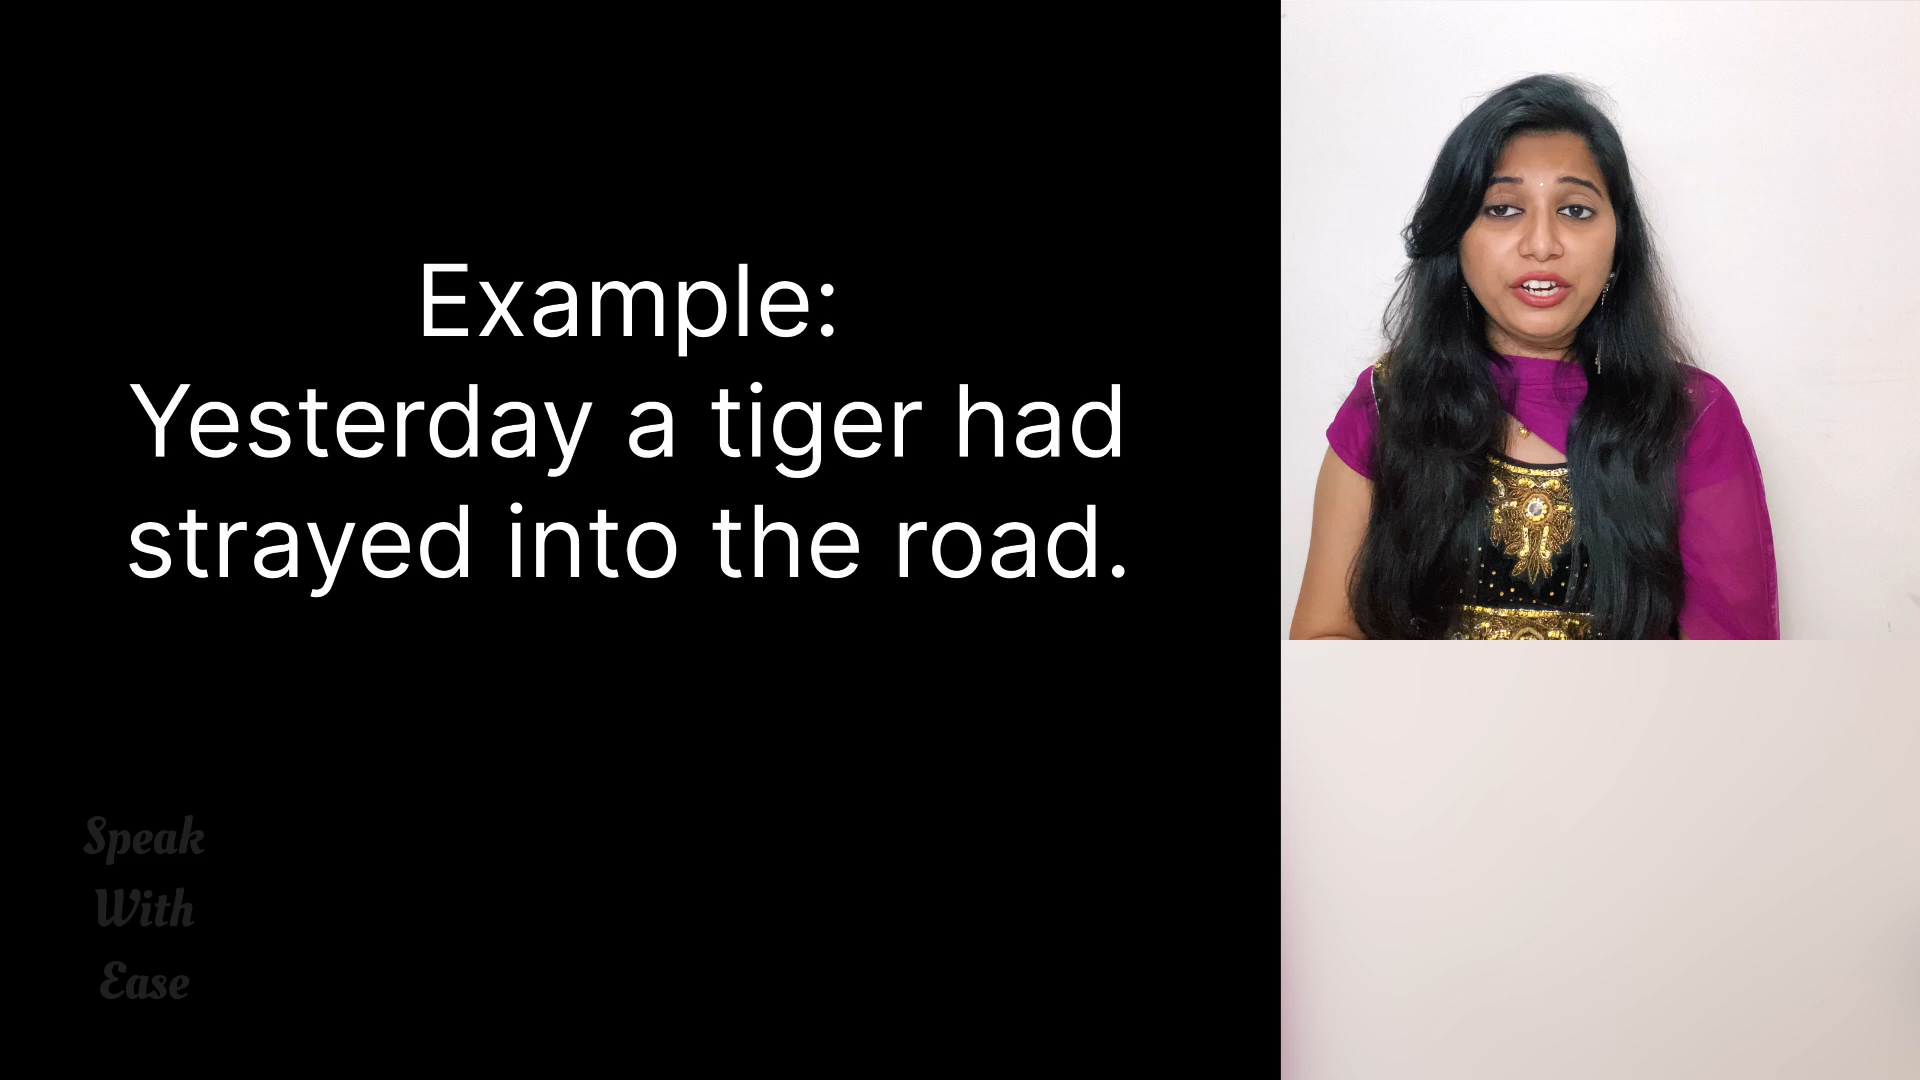 Example:
Yesterday a tiger had
strayed into the road.
Speak
With
Ease